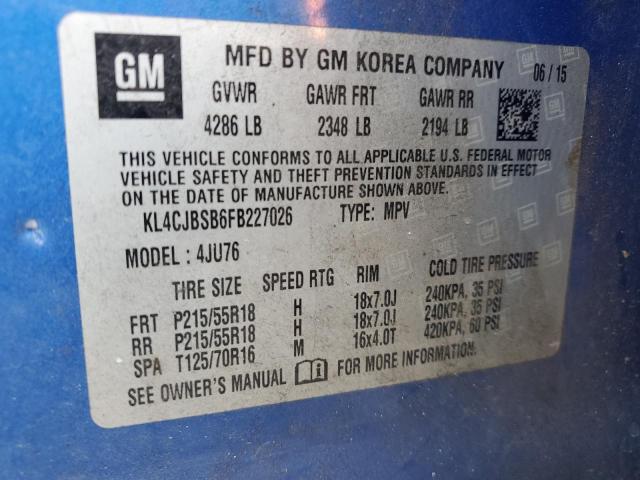 GM MFD BY GM KOREA COMPANY 06 / 15
GVWR GAWR FRT GAWR RR
4286 LB 2348 LB 2194 LB
THIS VEHICLE CONFORMS TO ALL APPLICABLE U.S. FEDERAL MOTOR
VEHICLE SAFETY AND THEFT PREVENTION STANDARDS IN EFFECT
ON THE DATE OF MANUFACTURE SHOWN ABOVE.
KL4CJBSB6FB227026 TYPE: MPV
MODEL : 4JU76
TIRE SIZE SPEED RTG RIM COLD TIRE PRESSURE
FRT P215/55R18 H 18x7.0J 240KPA, 35 PSI
RR P215/55R18 H 18x7.0J 240KPA, 35 PSI
SPA T125/70R16 M 16x4.0T 420KPA, 60 PSI
SEE OWNER'S MANUAL FOR MORE INFORMATION.